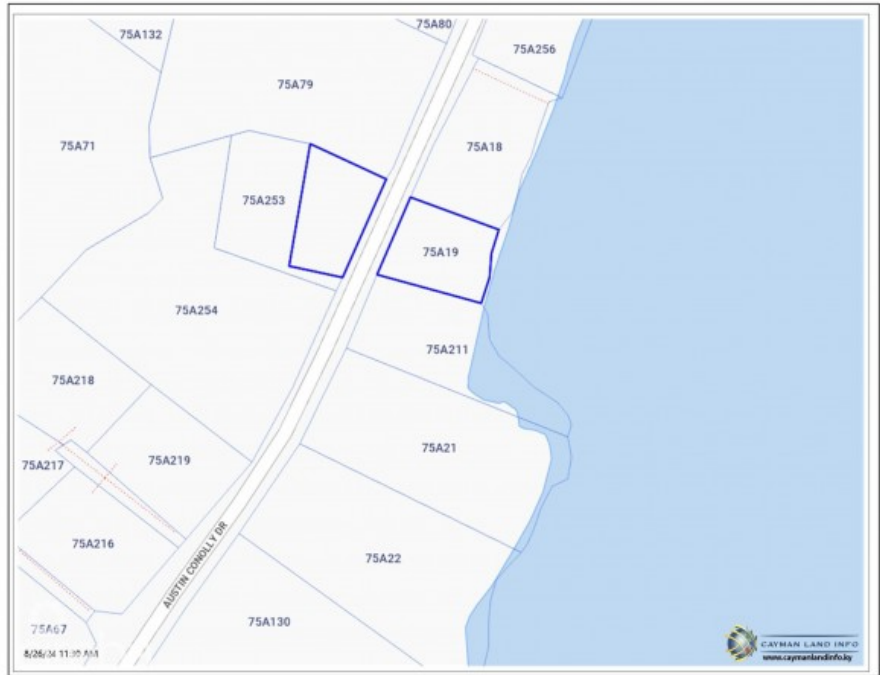 75A80
75A132
75A256
75A79
75A18
75A71
75A253
75A19
75A254
75A211
75A218
75A21
75A219
75A217
75A216
75A22
AUSTIN CONOLLY DR
75A130
75A67
8/26/24 11:30 AM
CAYMAN LAND INFO
www.caymanlandinfo.ky